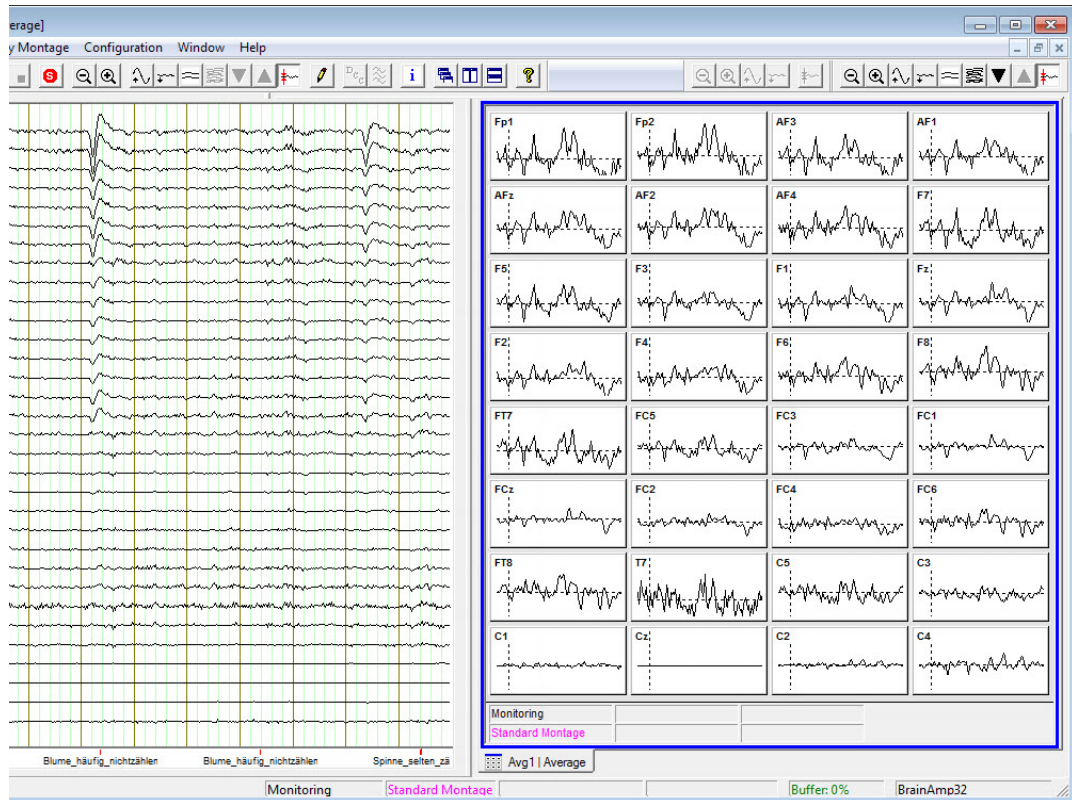 erage]
y Montage Configuration Window Help
Fp1 Fp2 AF3 AF1
AFz AF2 AF4 F7
F5 F3 F1 Fz
F2 F4 F6 F8
FT7 FC5 FC3 FC1
FCz FC2 FC4 FC6
FT8 T7 C5 C3
C1 Cz C2 C4
Monitoring
Standard Montage
Blume_häufig_nichtzählen Blume_häufig_nichtzählen Spinne_selten_zä
Avg1 | Average
Monitoring Standard Montage Buffer: 0% BrainAmp32